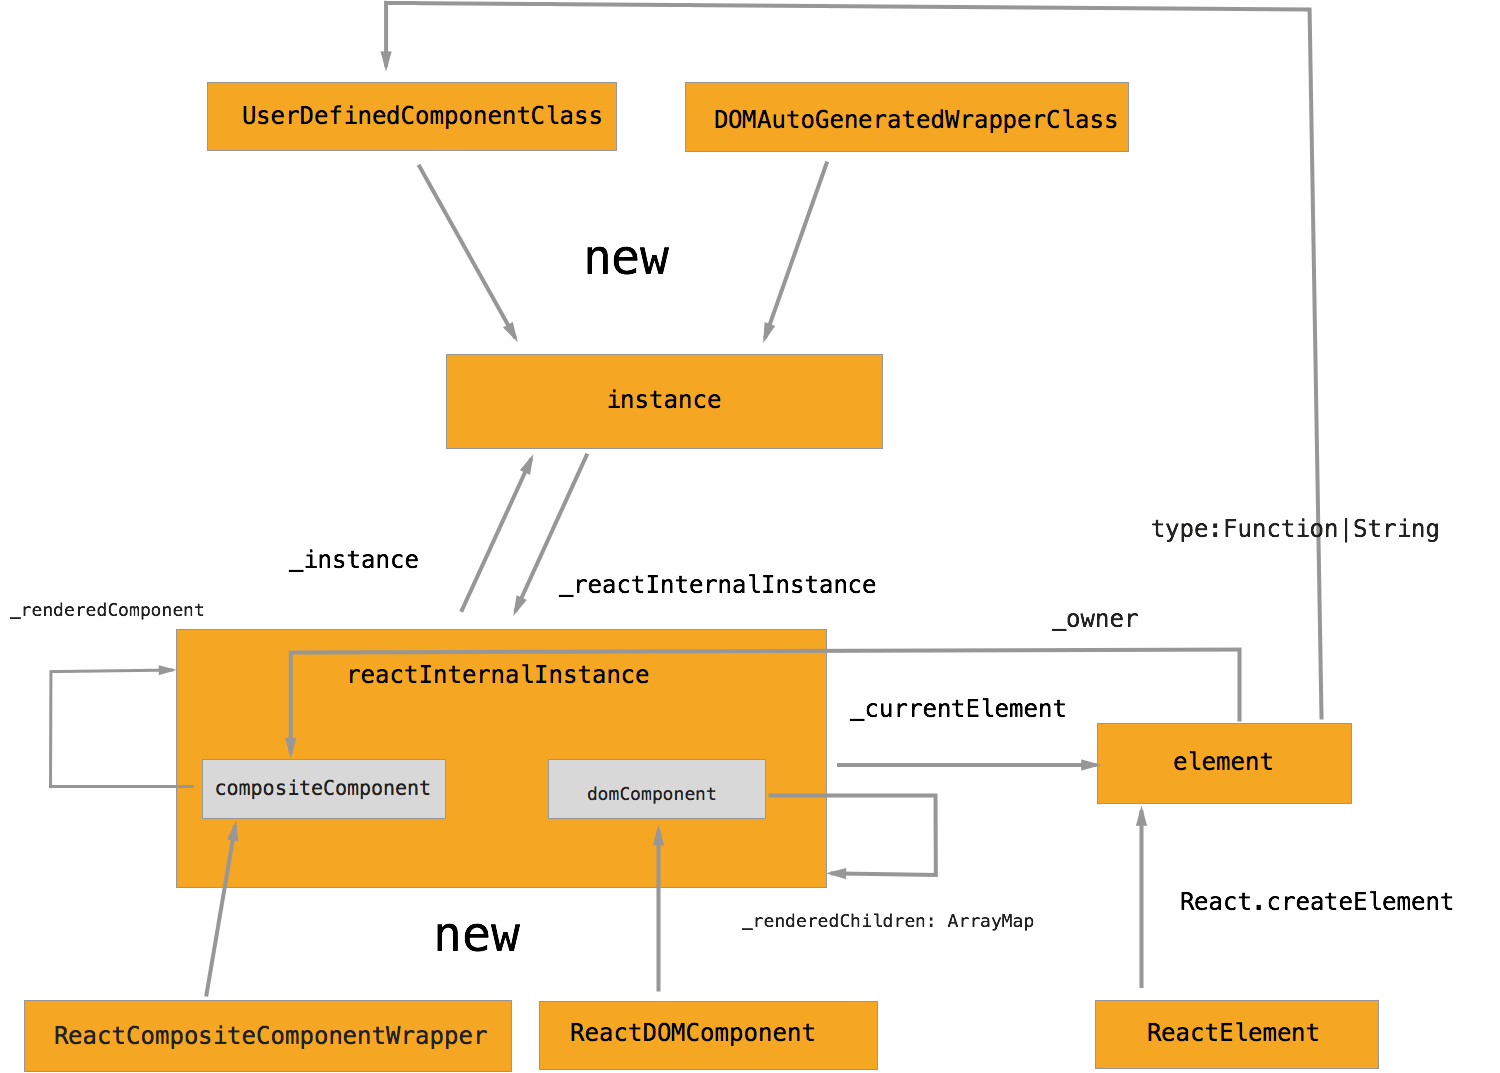 UserDefinedComponentClass
DOMAutoGeneratedWrapperClass
new
instance
type:Function|String
_instance
_reactInternalInstance
_renderedComponent
_owner
reactInternalInstance
_currentElement
element
compositeComponent
domComponent
React.createElement
_renderedChildren: ArrayMap
new
ReactCompositeComponentWrapper
ReactDOMComponent
ReactElement